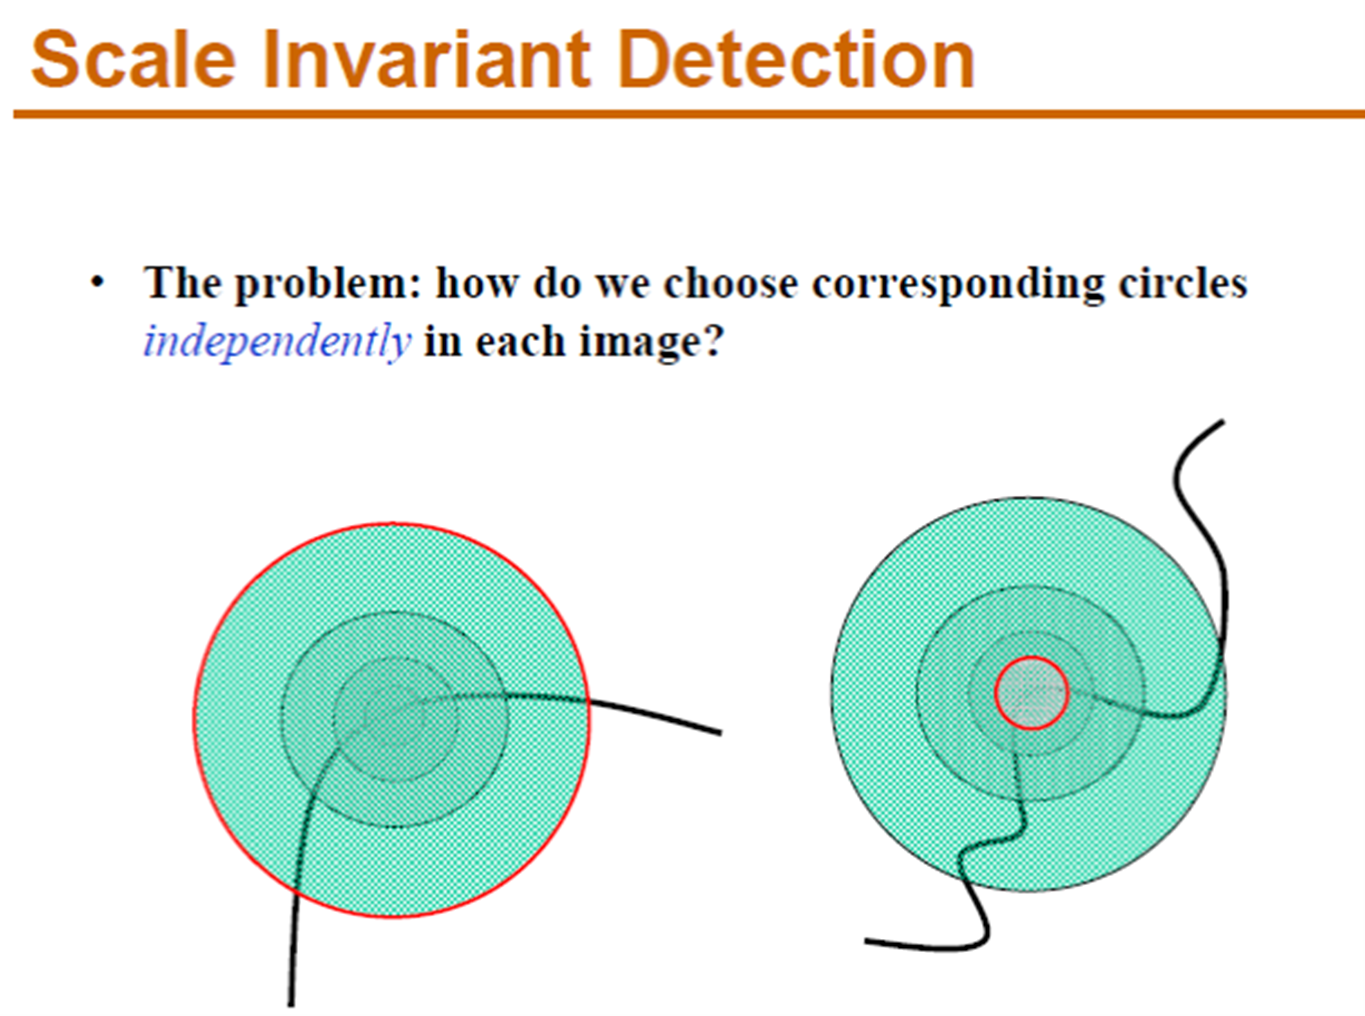 Scale Invariant Detection
• The problem: how do we choose corresponding circles
independently in each image?